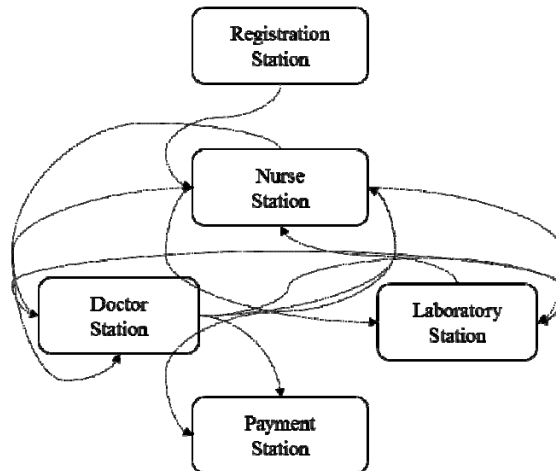 Registration
Station
Nurse
Station
Doctor
Station
Laboratory
Station
Payment
Station